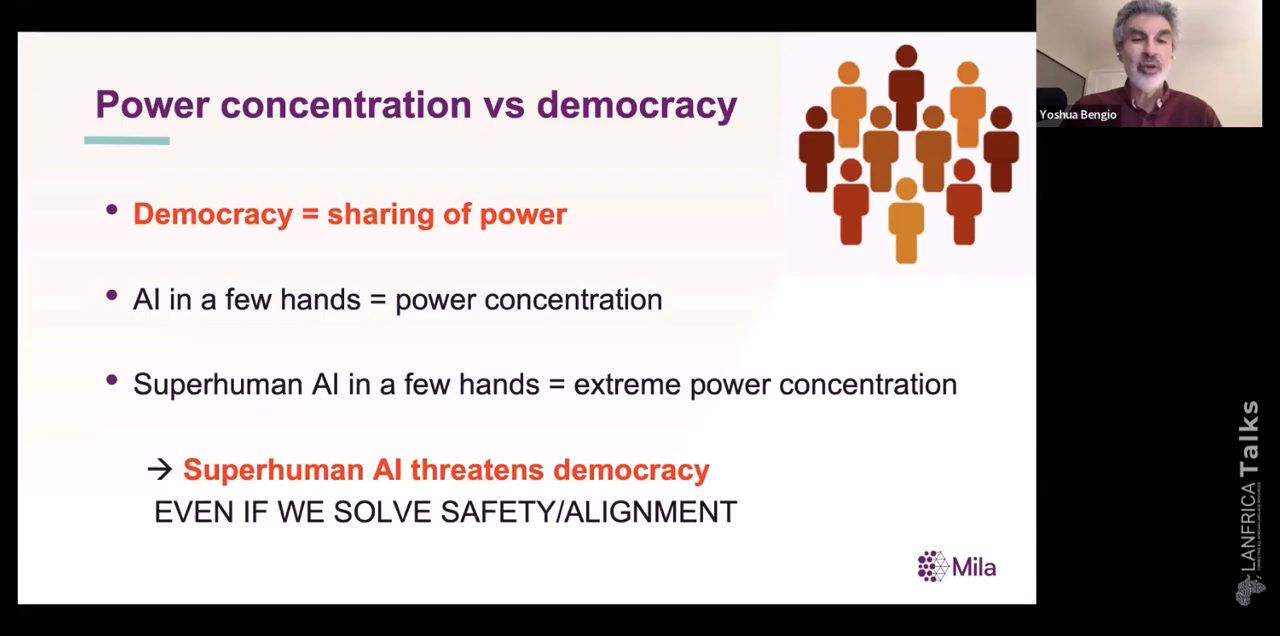 Power concentration vs democracy
Yoshua Bengio
• Democracy = sharing of power
• AI in a few hands = power concentration
• Superhuman AI in a few hands = extreme power concentration
→ Superhuman AI threatens democracy
EVEN IF WE SOLVE SAFETY/ALIGNMENT
Mila
LANFRICA Talks